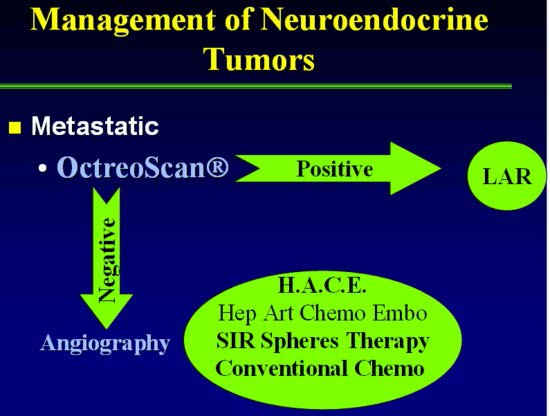 Management of Neuroendocrine
Tumors
Metastatic
OctreoScan®
Positive
LAR
Negative
Angiography
H.A.C.E.
Hep Art Chemo Embo
SIR Spheres Therapy
Conventional Chemo